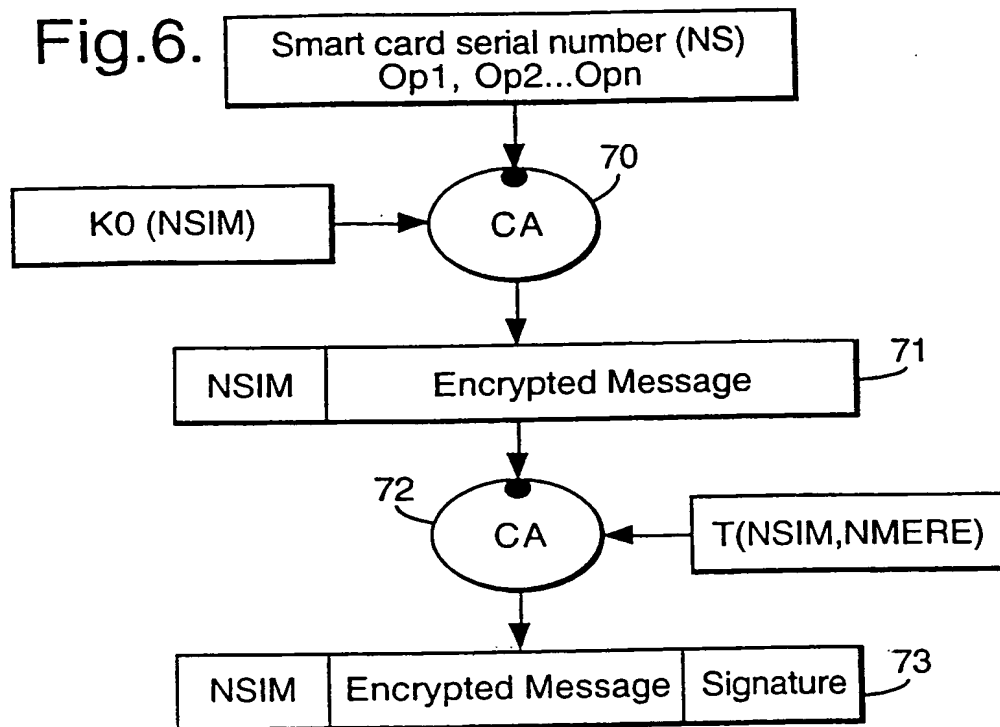 Fig.6.
Smart card serial number (NS)
Op1, Op2...Opn
70
K0 (NSIM)
CA
71
NSIM Encrypted Message
72
CA
T(NSIM,NMERE)
73
NSIM Encrypted Message Signature